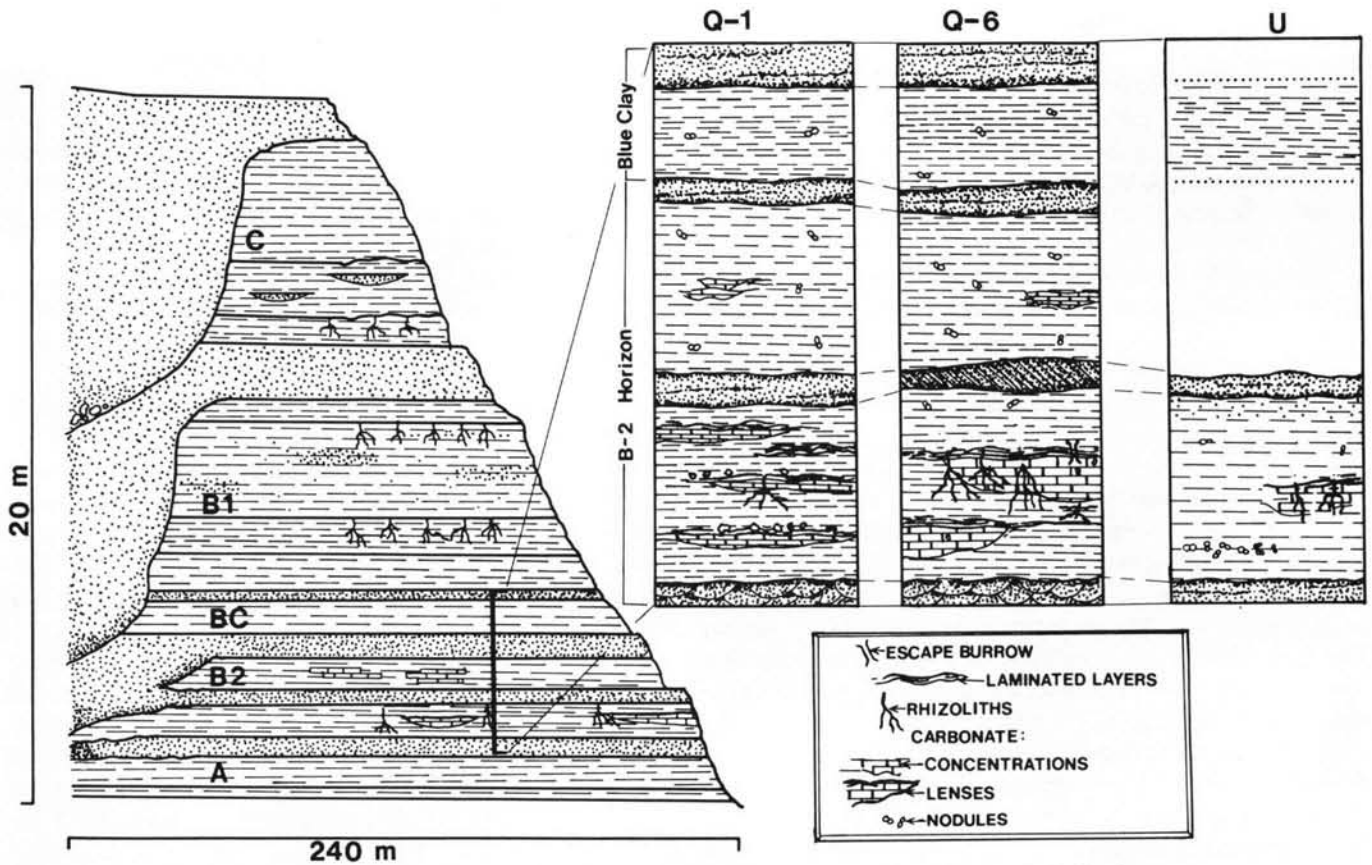 Q-1
Q-6
U
20 m
C
B1
BC
B2
A
240 m
Blue Clay
B-2 Horizon
ESCAPE BURROW
LAMINATED LAYERS
RHIZOLITHS
CARBONATE:
CONCENTRATIONS
LENSES
NODULES